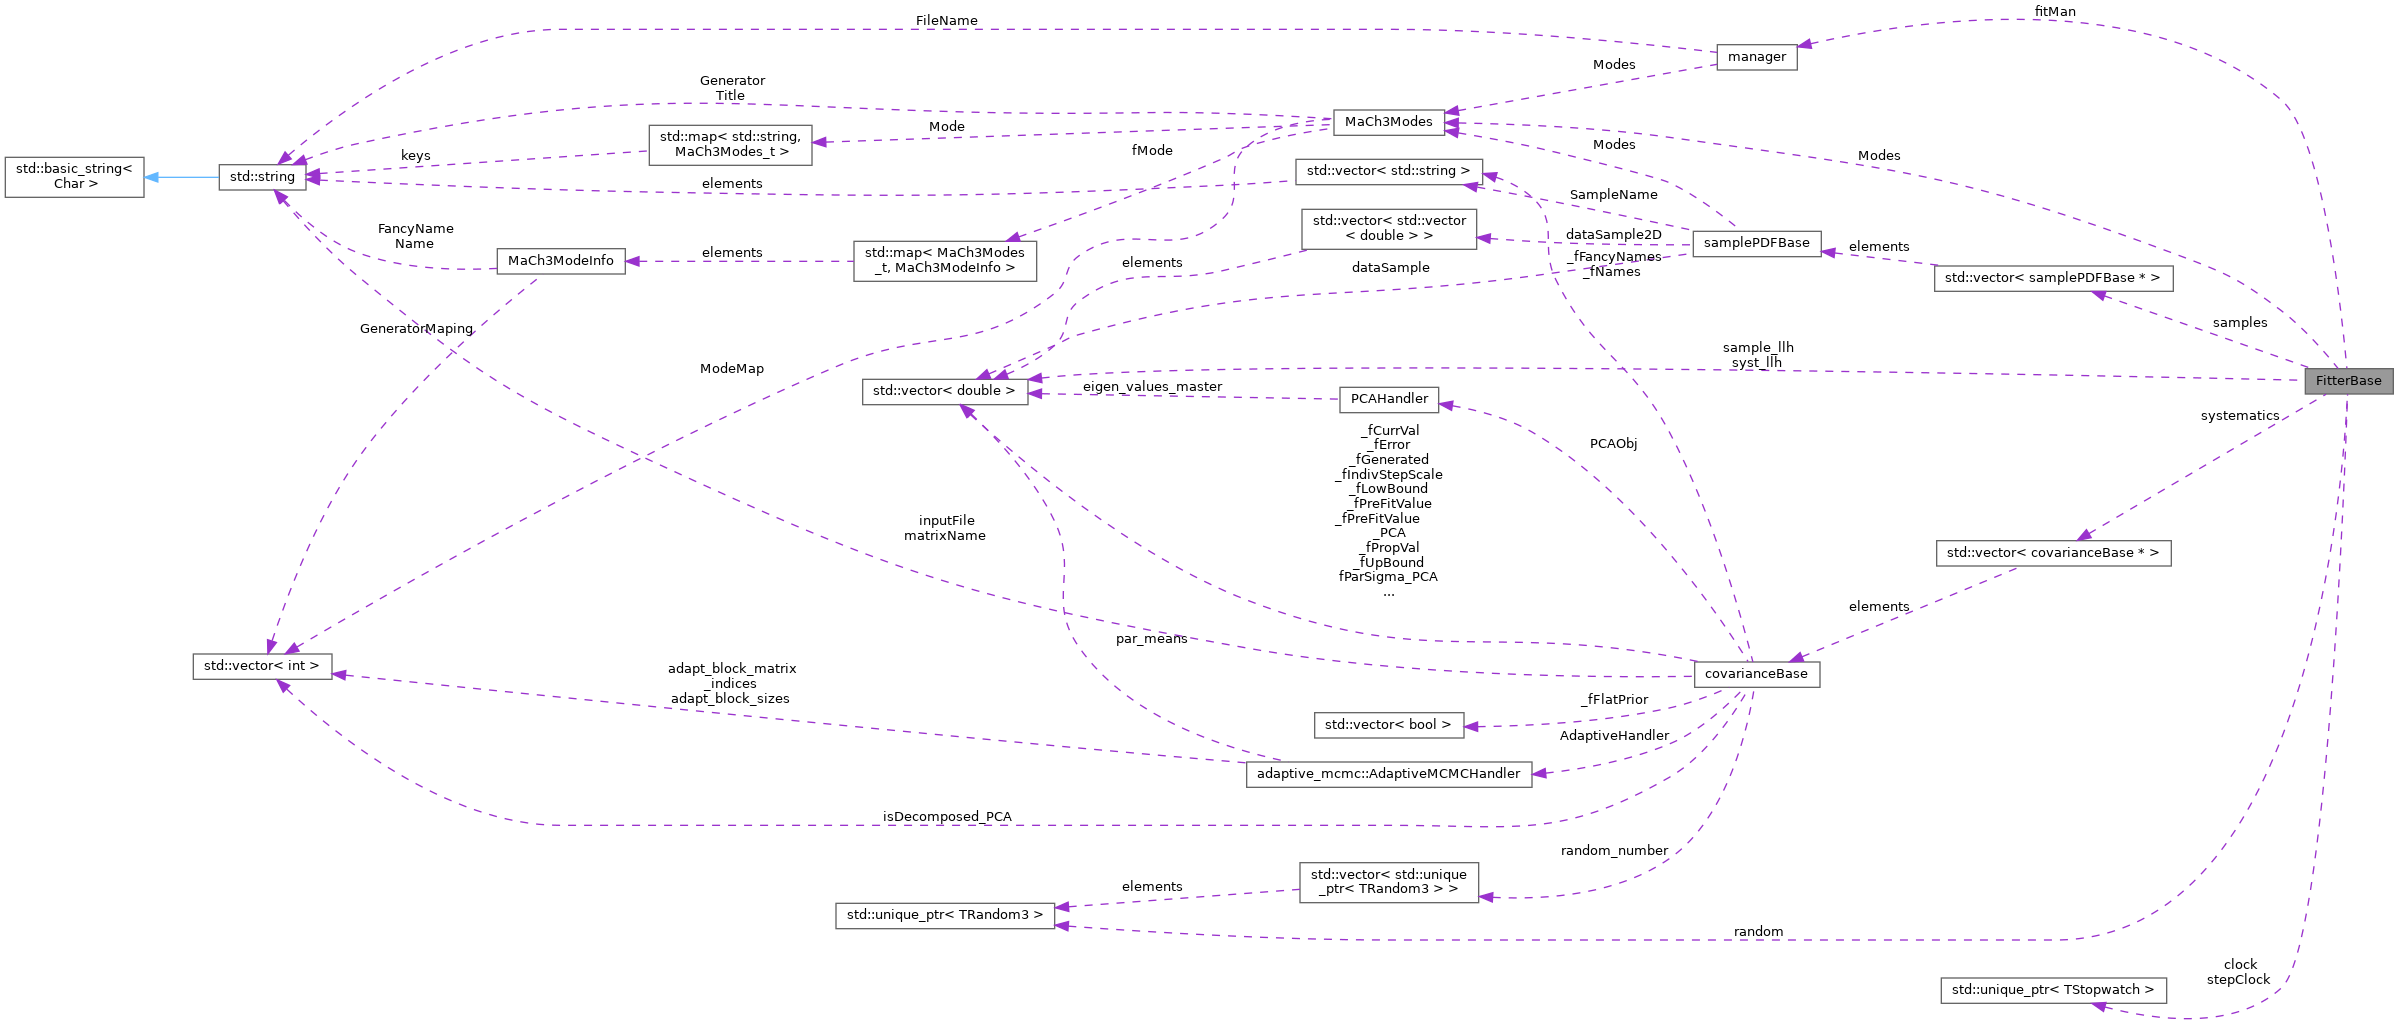 fitMan
FileName
manager
Modes
Generator
Title
MaCh3Modes
Mode
std::map< std::string,
MaCh3Modes_t >
fMode
Modes
Modes
keys
std::basic_string<
Char >
std::string
std::vector< std::string >
elements
SampleName
std::vector< std::vector
< double > >
dataSample2D
samplePDFBase
elements
FancyName
Name
MaCh3ModeInfo
elements
std::map< MaCh3Modes
_t, MaCh3ModeInfo >
elements
dataSample
_fFancyNames
_fNames
std::vector< samplePDFBase * >
samples
GeneratorMaping
ModeMap
sample_llh
syst_llh
FitterBase
std::vector< double >
eigen_values_master
PCAHandler
systematics
_fCurrVal
_fError
_fGenerated
_fIndivStepScale
_fLowBound
_fPreFitValue
_fPreFitValue
_PCA
_fPropVal
_fUpBound
fParSigma_PCA
...
PCAObj
inputFile
matrixName
std::vector< covarianceBase * >
elements
par_means
std::vector< int >
adapt_block_matrix
_indices
adapt_block_sizes
covarianceBase
_fFlatPrior
std::vector< bool >
AdaptiveHandler
adaptive_mcmc::AdaptiveMCMCHandler
isDecomposed_PCA
random_number
std::vector< std::unique
_ptr< TRandom3 > >
elements
std::unique_ptr< TRandom3 >
random
clock
stepClock
std::unique_ptr< TStopwatch >